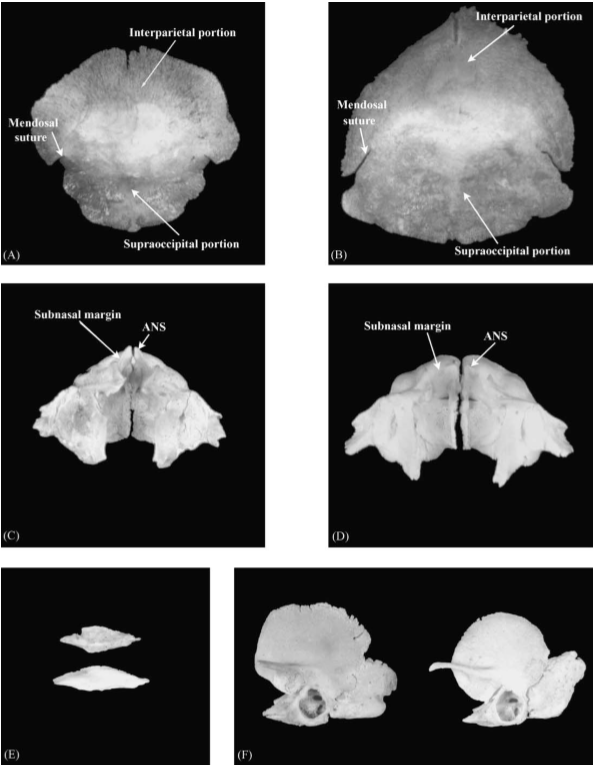 Interparietal portion
Mendosal
suture
Supraoccipital portion
(A)
Interparietal portion
Mendosal
suture
Supraoccipital portion
(B)
Subnasal margin
ANS
(C)
Subnasal margin
ANS
(D)
(E)
(F)